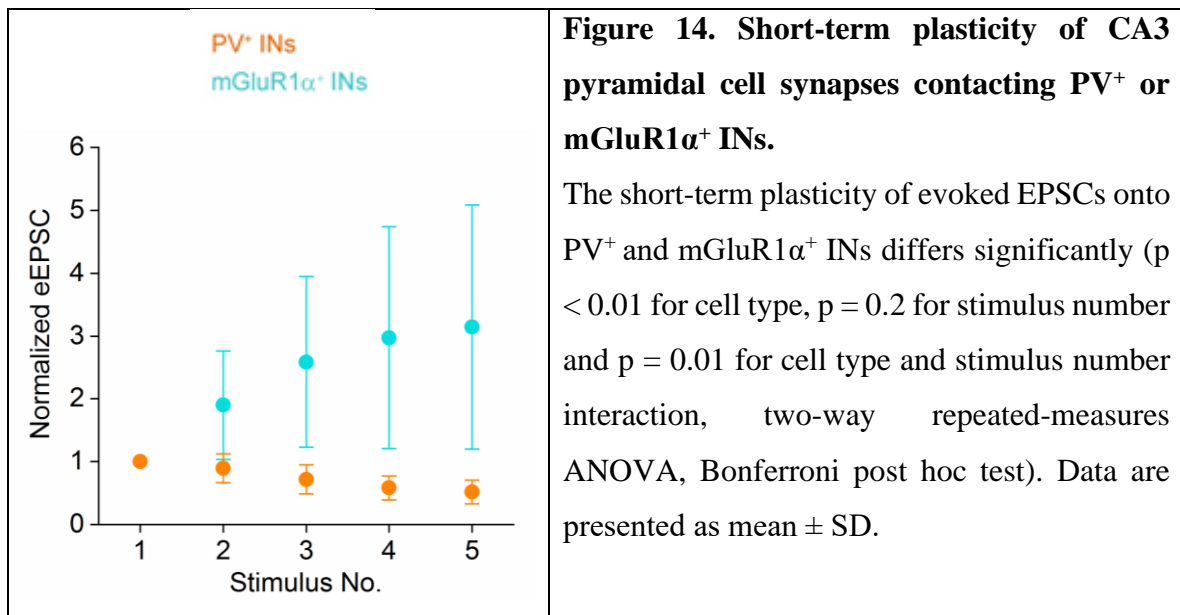 PV⁺ INs
mGluR1α⁺ INs
6
5
4
3
2
1
0
Normalized eEPSC
1 2 3 4 5
Stimulus No.
Figure 14. Short-term plasticity of CA3
pyramidal cell synapses contacting PV⁺ or
mGluR1α⁺ INs.
The short-term plasticity of evoked EPSCs onto
PV⁺ and mGluR1α⁺ INs differs significantly (p
< 0.01 for cell type, p = 0.2 for stimulus number
and p = 0.01 for cell type and stimulus number
interaction, two-way repeated-measures
ANOVA, Bonferroni post hoc test). Data are
presented as mean ± SD.